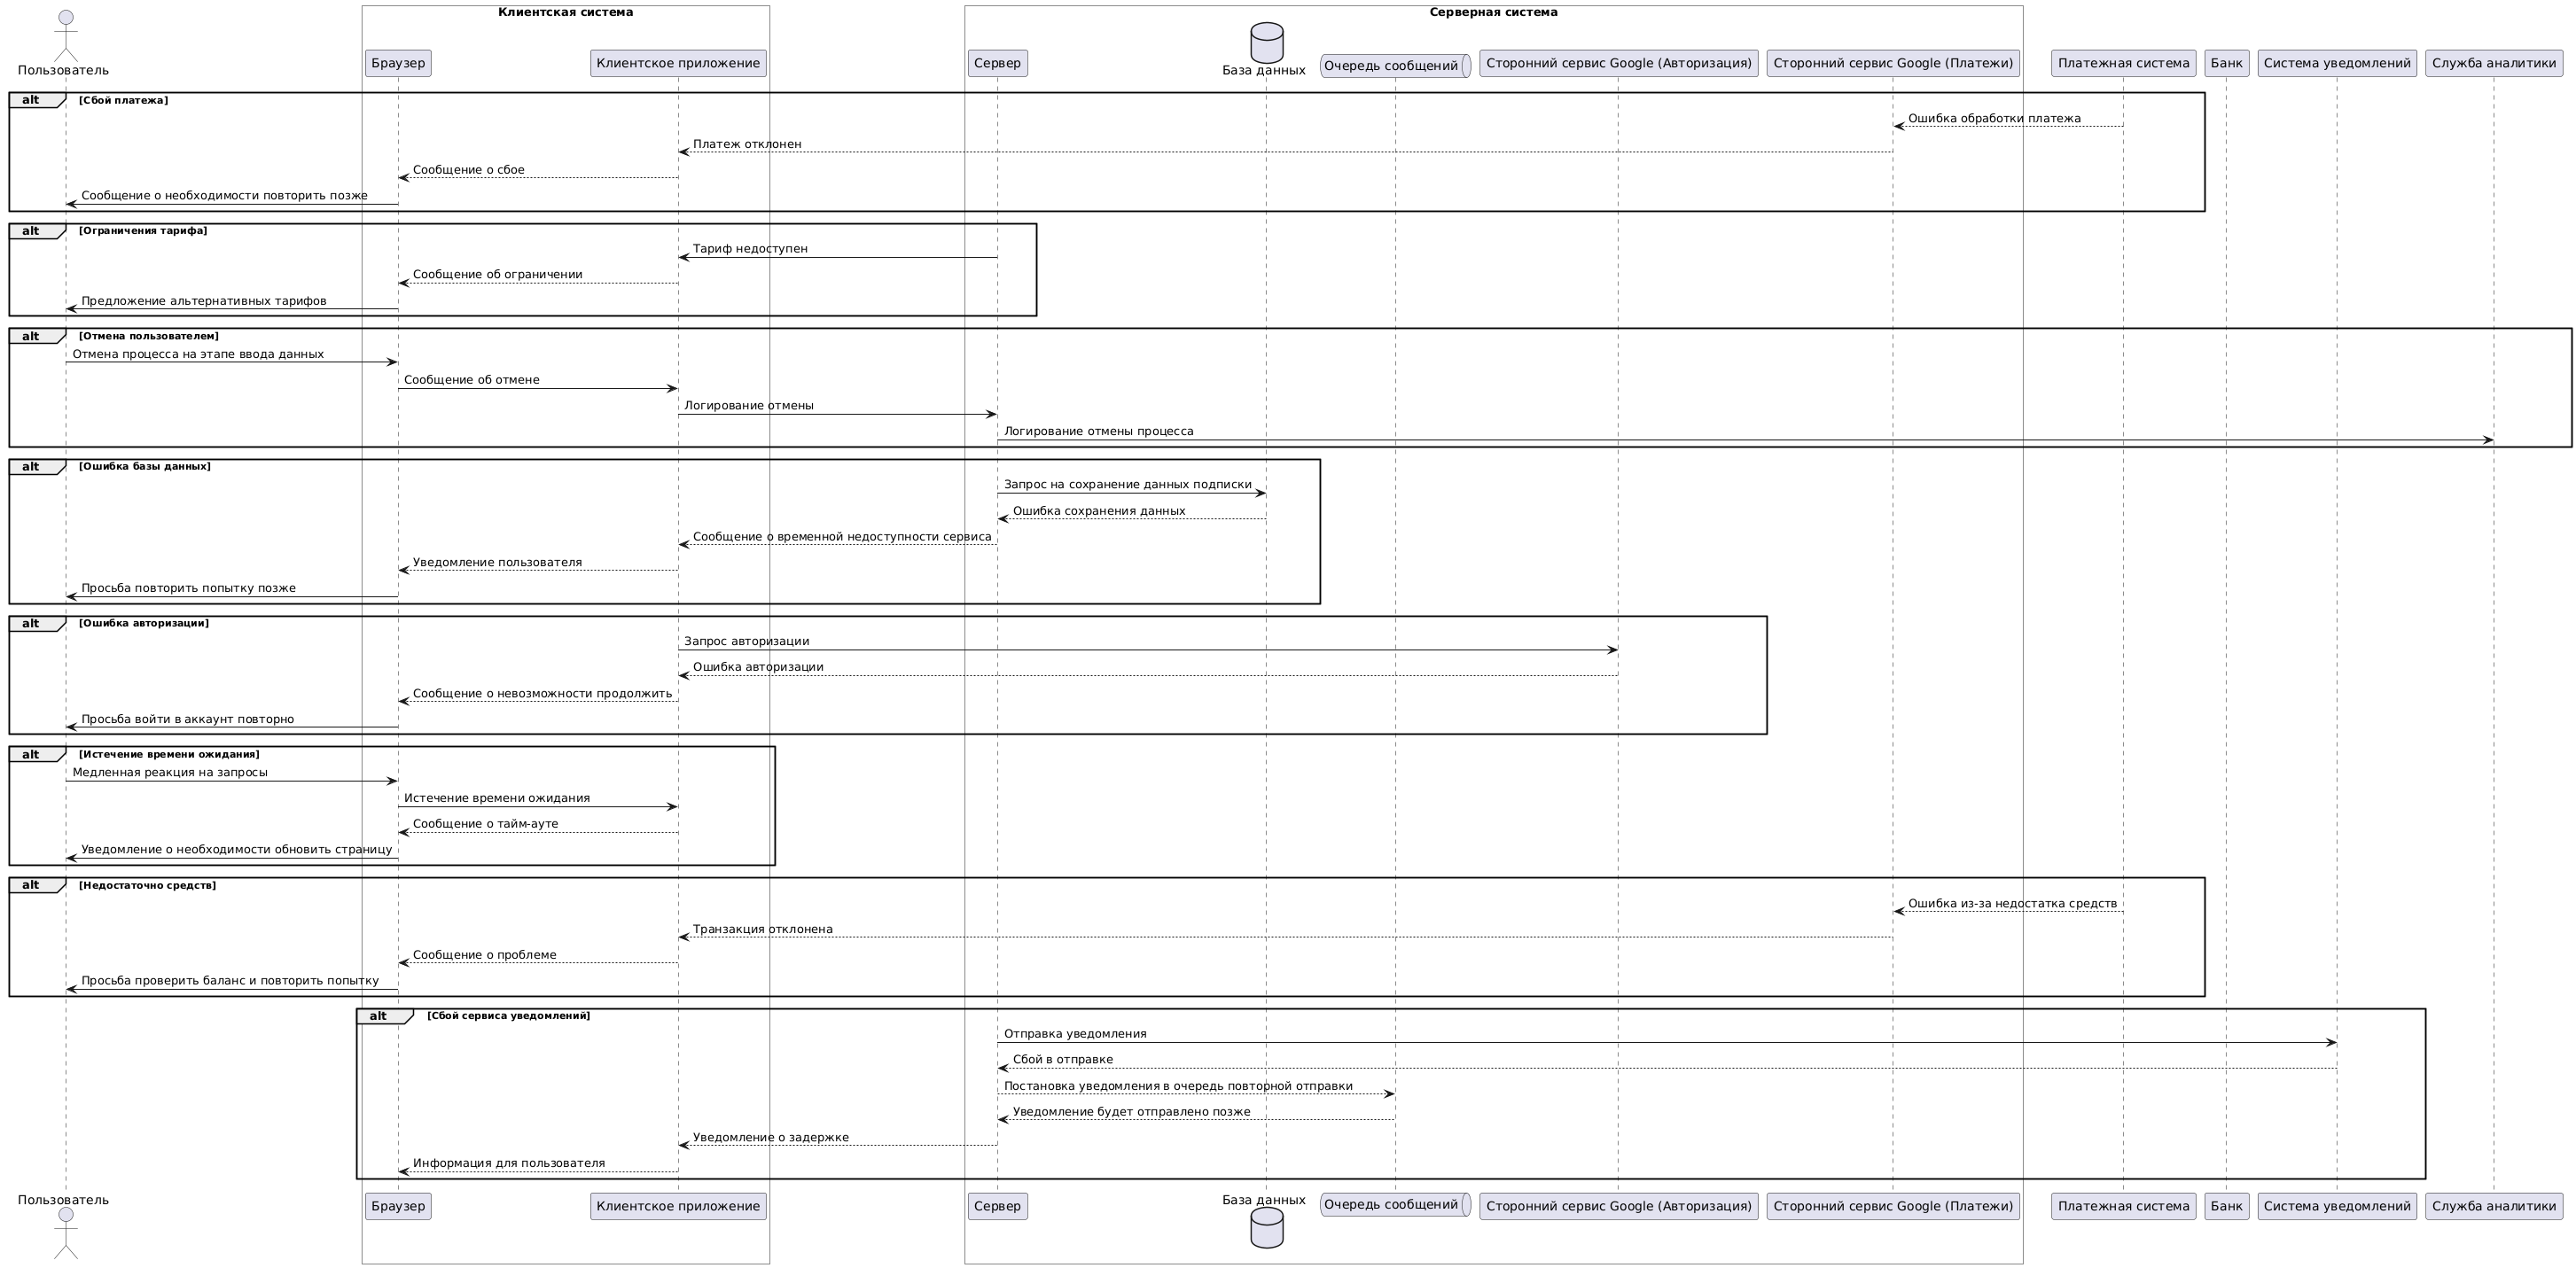 Клиентская система
Серверная система
Пользователь
Браузер
Клиентское приложение
Сервер
База данных
Очередь сообщений
Сторонний сервис Google (Авторизация)
Сторонний сервис Google (Платежи)
Платежная система
Банк
Система уведомлений
Служба аналитики
alt [Сбой платежа]
Ошибка обработки платежа
Платеж отклонен
Сообщение о сбое
Сообщение о необходимости повторить позже
alt [Ограничения тарифа]
Тариф недоступен
Сообщение об ограничении
Предложение альтернативных тарифов
alt [Отмена пользователем]
Отмена процесса на этапе ввода данных
Сообщение об отмене
Логирование отмены
Логирование отмены процесса
alt [Ошибка базы данных]
Запрос на сохранение данных подписки
Ошибка сохранения данных
Сообщение о временной недоступности сервиса
Уведомление пользователя
Просьба повторить попытку позже
alt [Ошибка авторизации]
Запрос авторизации
Ошибка авторизации
Сообщение о невозможности продолжить
Просьба войти в аккаунт повторно
alt [Истечение времени ожидания]
Медленная реакция на запросы
Истечение времени ожидания
Сообщение о тайм-ауте
Уведомление о необходимости обновить страницу
alt [Недостаточно средств]
Ошибка из-за недостатка средств
Транзакция отклонена
Сообщение о проблеме
Просьба проверить баланс и повторить попытку
alt [Сбой сервиса уведомлений]
Отправка уведомления
Сбой в отправке
Постановка уведомления в очередь повторной отправки
Уведомление будет отправлено позже
Уведомление о задержке
Информация для пользователя
Пользователь
Браузер
Клиентское приложение
Сервер
База данных
Очередь сообщений
Сторонний сервис Google (Авторизация)
Сторонний сервис Google (Платежи)
Платежная система
Банк
Система уведомлений
Служба аналитики